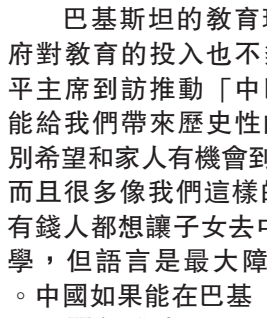 巴基斯坦的敎育
府對敎育的投入也不
平主席到訪推動「中
能給我們帶來歷史性
別希望和家人有機會到
而且很多像我們這樣的
有錢人都想讓子女去中
學，但語言是最大障
。中國如果能在巴基